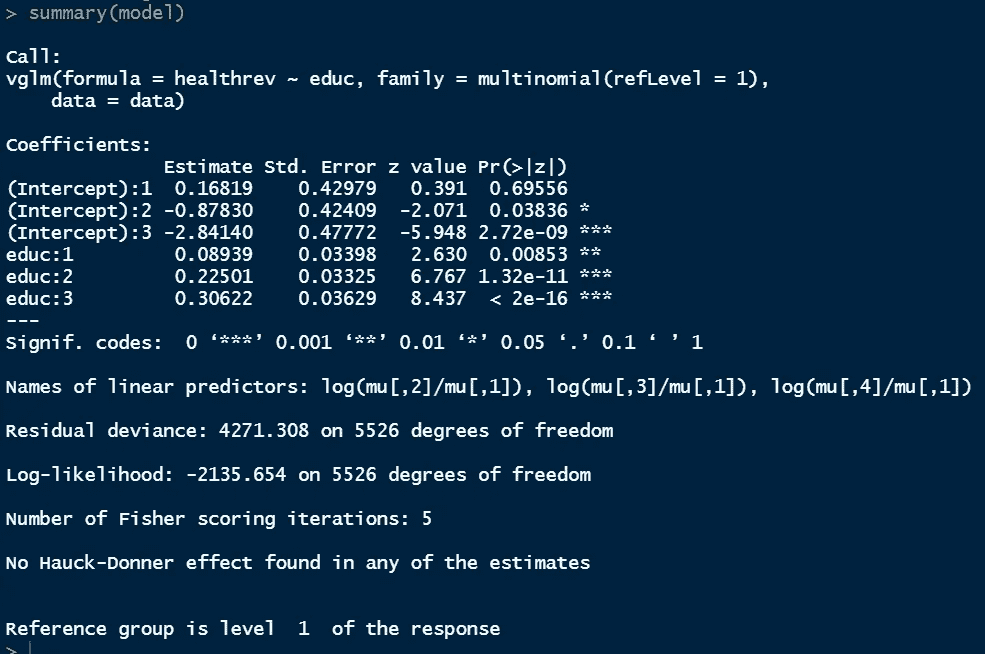 > summary(model)
Call:
vglm(formula = healthrev ~ educ, family = multinomial(refLevel = 1),
    data = data)
Coefficients:
              Estimate Std. Error z value Pr(>|z|)
(Intercept):1  0.16819    0.42979   0.391  0.69556
(Intercept):2 -0.87830    0.42409  -2.071  0.03836 *
(Intercept):3 -2.84140    0.47772  -5.948 2.72e-09 ***
educ:1         0.08939    0.03398   2.630  0.00853 **
educ:2         0.22501    0.03325   6.767 1.32e-11 ***
educ:3         0.30622    0.03629   8.437  < 2e-16 ***
---
Signif. codes:  0 ‘***’ 0.001 ‘**’ 0.01 ‘*’ 0.05 ‘.’ 0.1 ‘ ’ 1
Names of linear predictors: log(mu[,2]/mu[,1]), log(mu[,3]/mu[,1]), log(mu[,4]/mu[,1])
Residual deviance: 4271.308 on 5526 degrees of freedom
Log-likelihood: -2135.654 on 5526 degrees of freedom
Number of Fisher scoring iterations: 5
No Hauck-Donner effect found in any of the estimates
Reference group is level  1  of the response
>